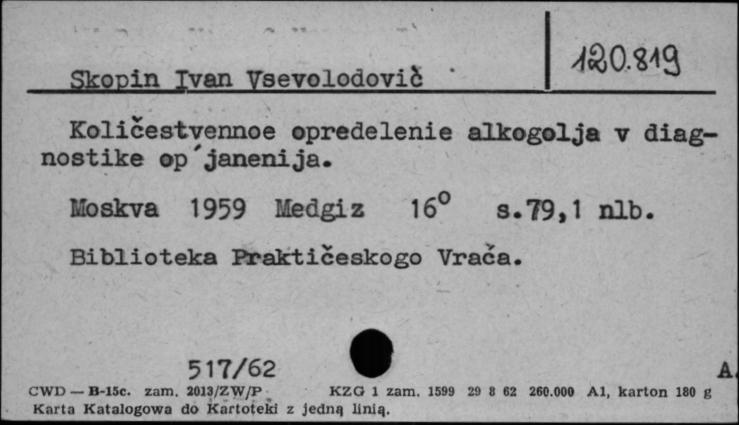 120.819
Skopin Ivan Vsevolodovič
Količestvennoe opredelenie alkogolja v diag-
nostike op'janenija.
Moskva 1959 Medgiz 16° s.79,1 nlb.
Biblioteka Praktičeskogo Vrača.
517/62
A.
CWD — B-15c. zam. 2013/ZW/P. KZG 1 zam. 1599 29 8 62 260.000 A1, karton 180 g
Karta Katalogowa do Kartoteki z jedną linią.